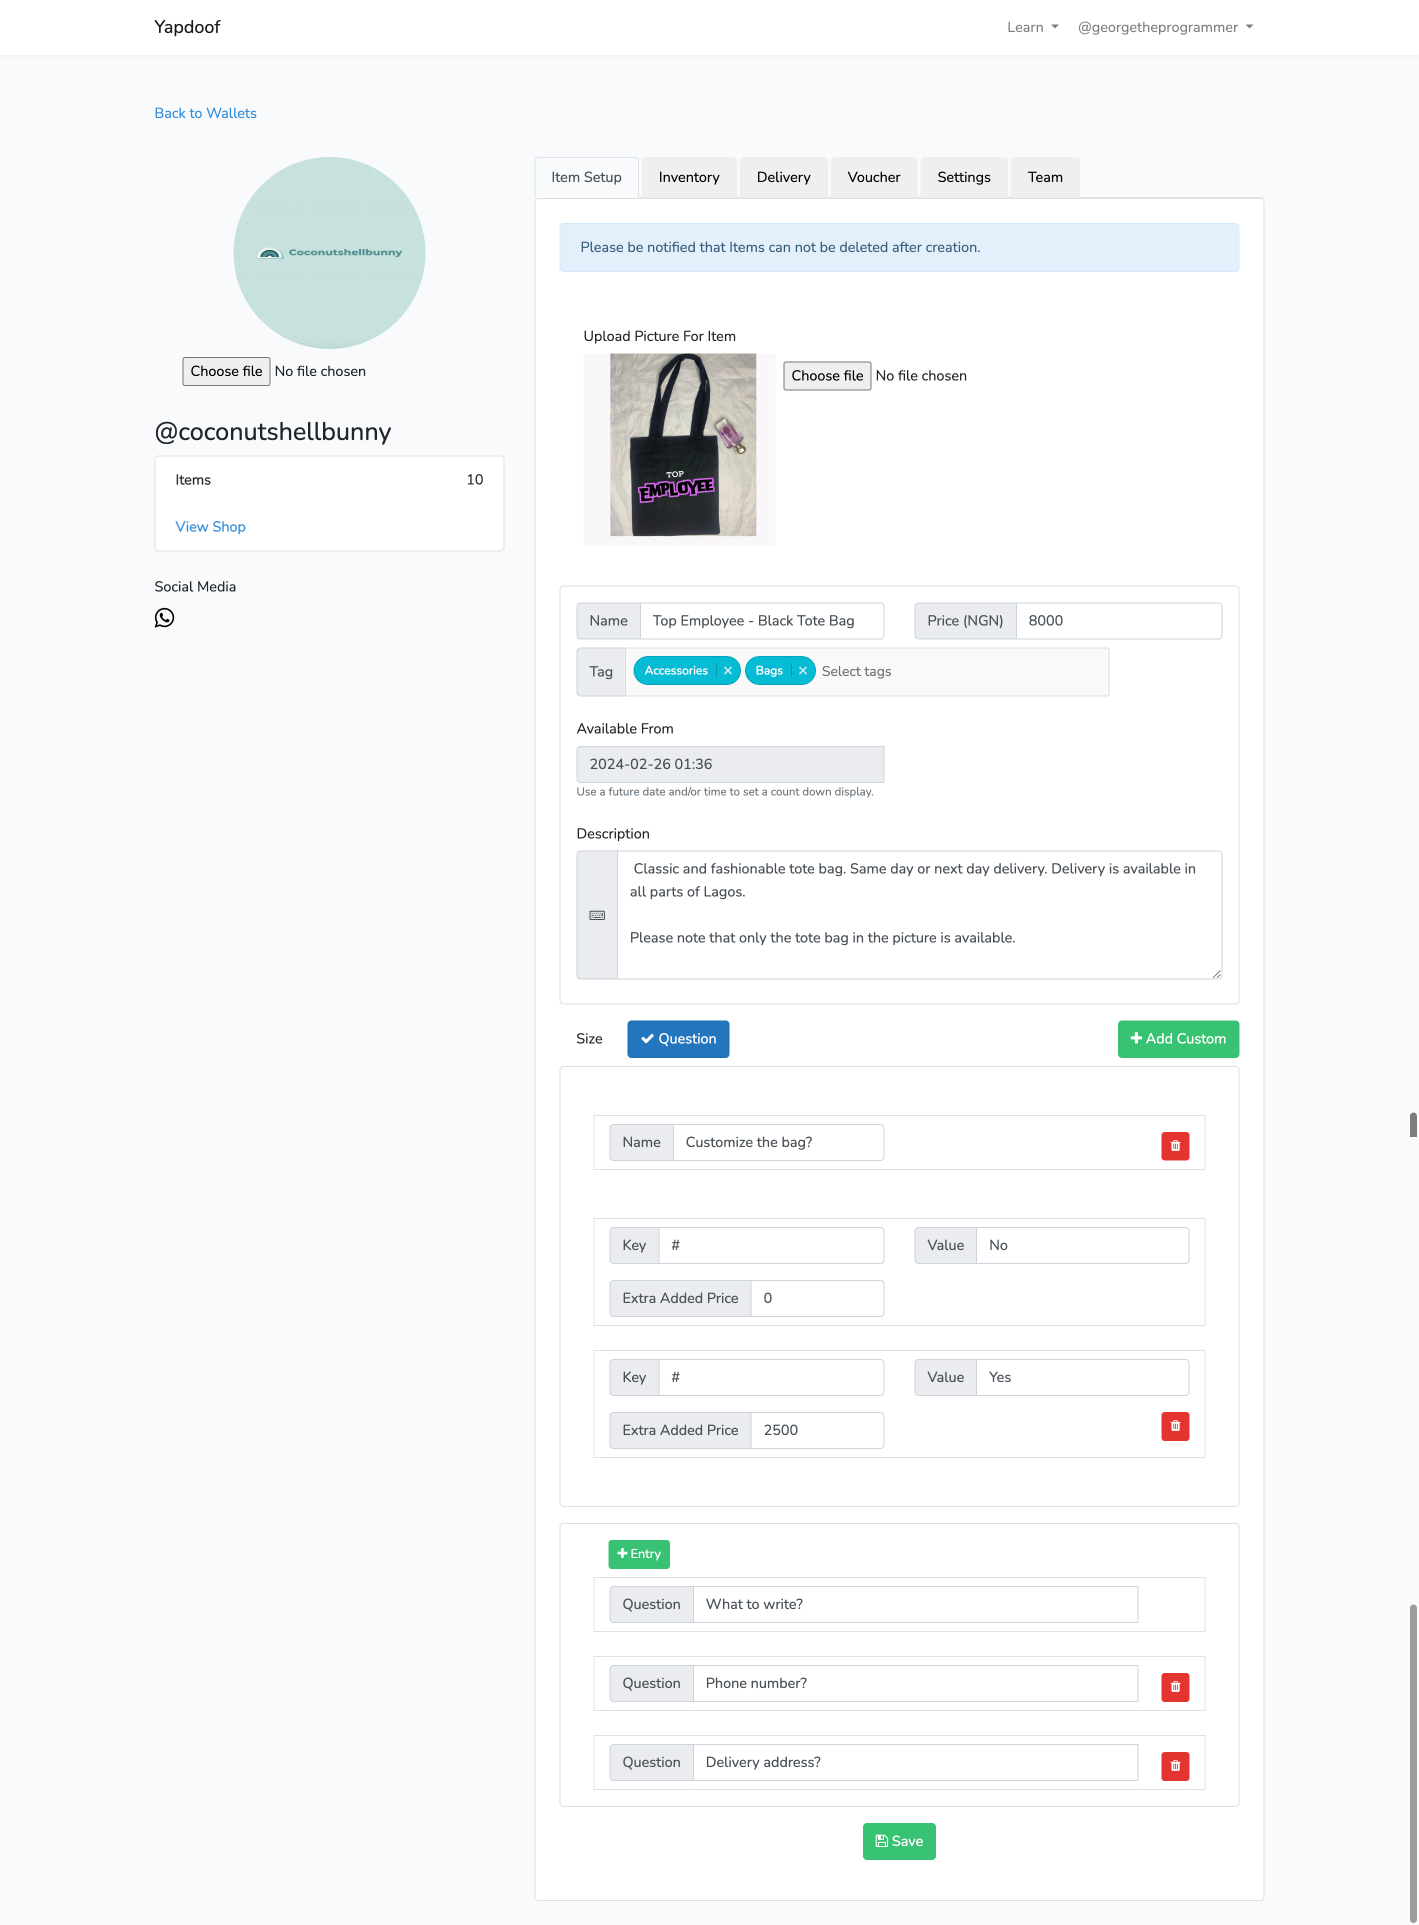 Yapdoof
Learn
@georgetheprogrammer
Back to Wallets
Coconutshellbunny
Choose file No file chosen
@coconutshellbunny
Items 10
View Shop
Social Media
Item Setup
Inventory
Delivery
Voucher
Settings
Team
Please be notified that Items can not be deleted after creation.
Upload Picture For Item
TOP
EMPLOYEE
Choose file No file chosen
Name Top Employee - Black Tote Bag
Price (NGN) 8000
Tag Accessories × Bags × Select tags
Available From
2024-02-26 01:36
Use a future date and/or time to set a count down display.
Description
Classic and fashionable tote bag. Same day or next day delivery. Delivery is available in
all parts of Lagos.
Please note that only the tote bag in the picture is available.
Size
Question
Add Custom
Name Customize the bag?
Key #
Value No
Extra Added Price 0
Key #
Value Yes
Extra Added Price 2500
Entry
Question What to write?
Question Phone number?
Question Delivery address?
Save